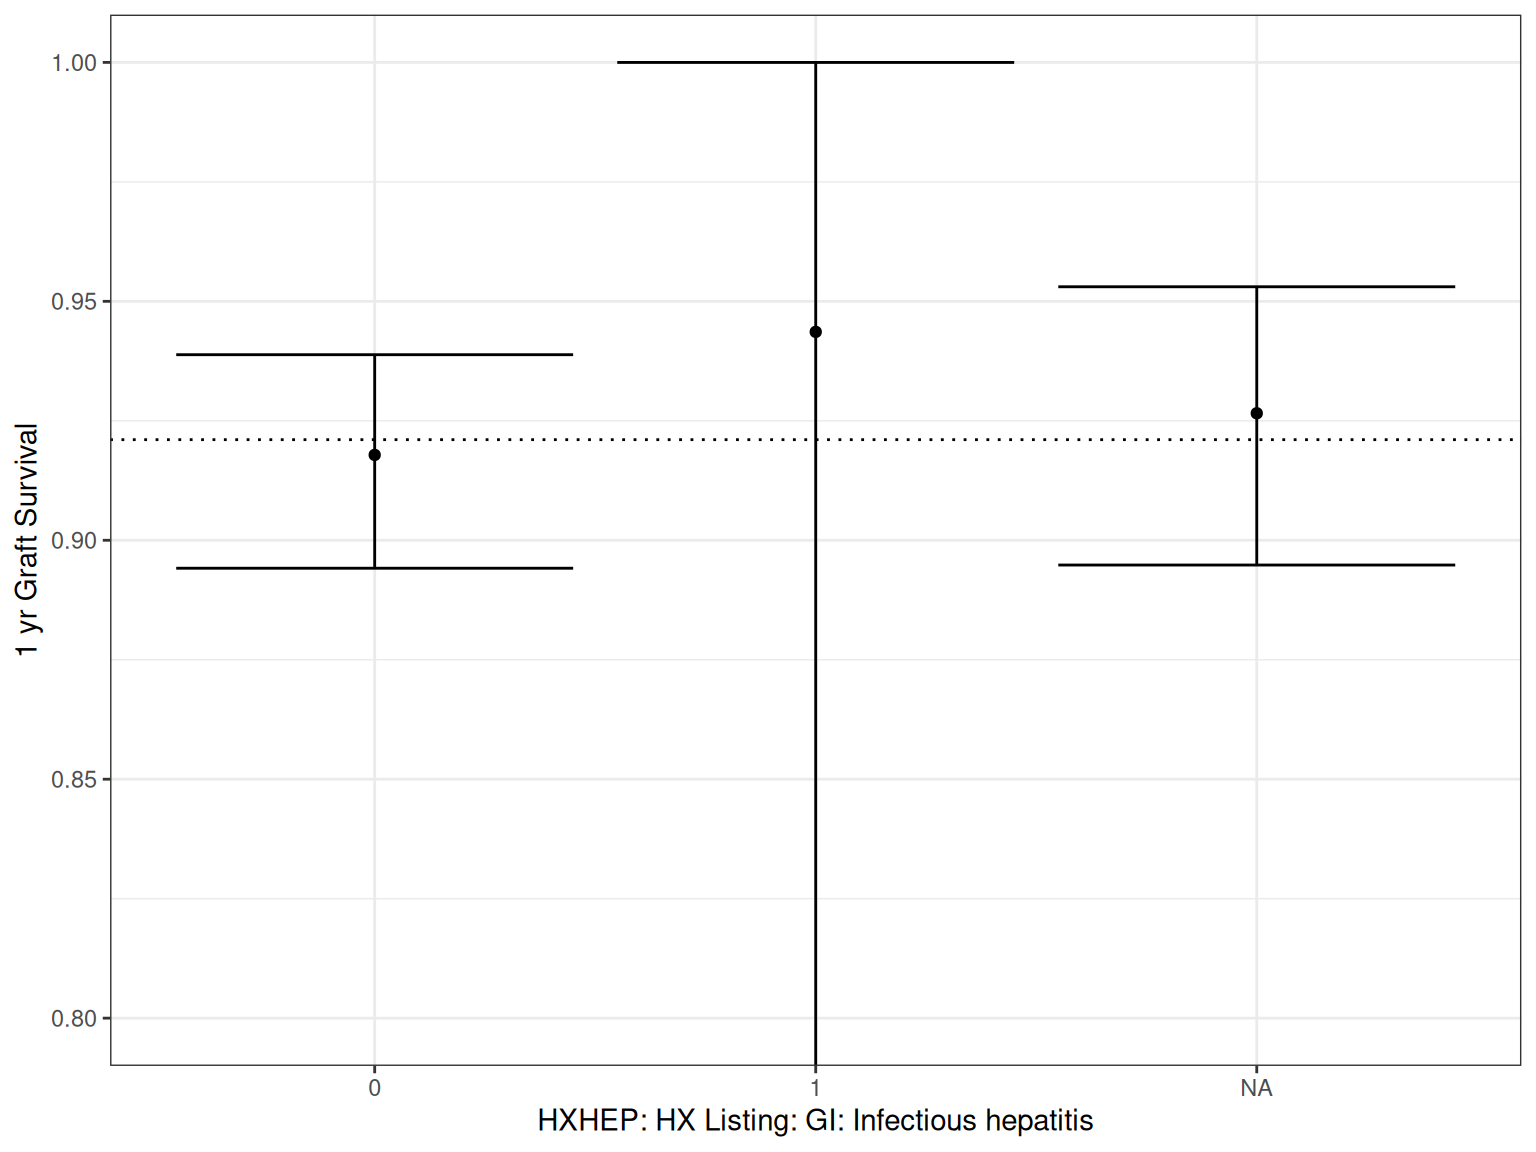 1 yr Graft Survival
1.00
0.95
0.90
0.85
0.80
0 1 NA
HXHEP: HX Listing: GI: Infectious hepatitis